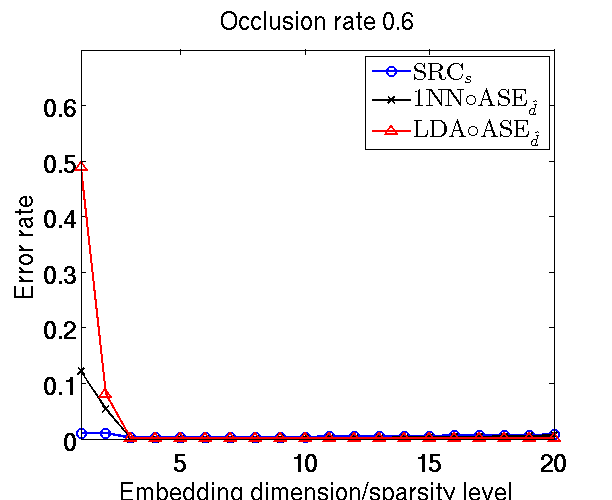 Occlusion rate 0.6
SRCₛ
1NN∘ASE_d̂
LDA∘ASE_d̂
Error rate
0.6
0.5
0.4
0.3
0.2
0.1
0
5 10 15 20
Embedding dimension/sparsity level